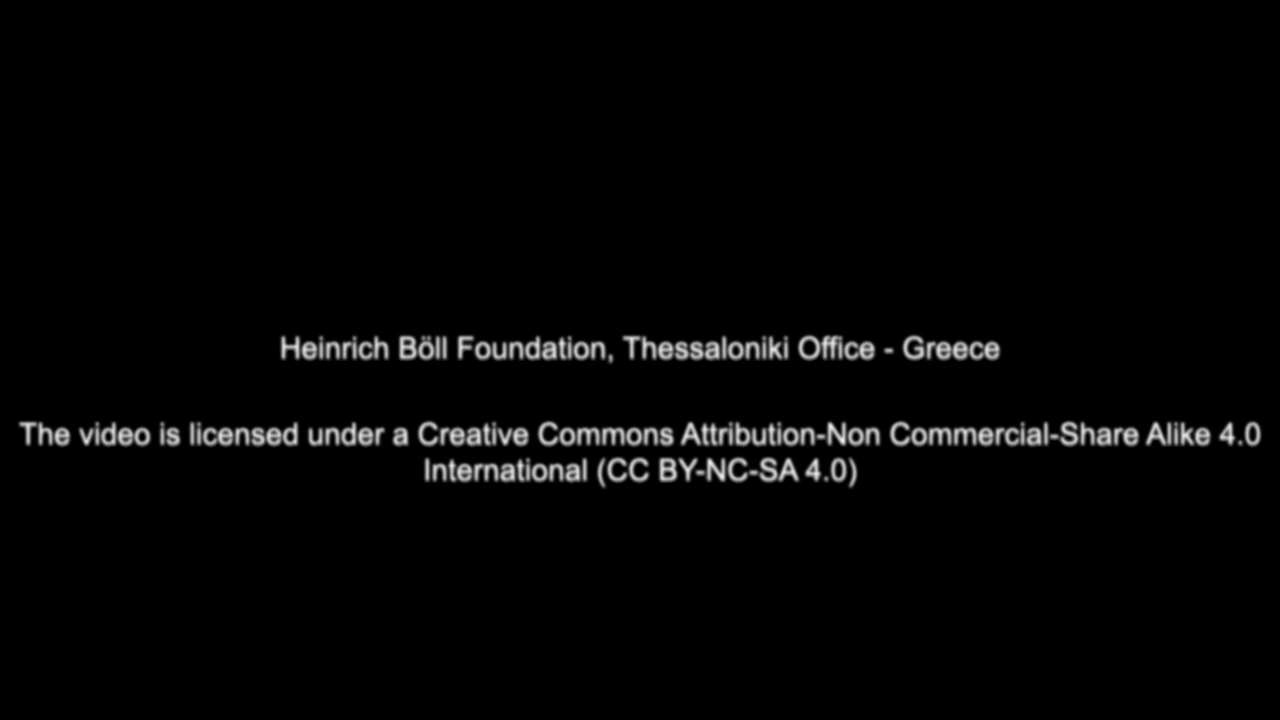 Heinrich Böll Foundation, Thessaloniki Office - Greece
The video is licensed under a Creative Commons Attribution-Non Commercial-Share Alike 4.0
International (CC BY-NC-SA 4.0)